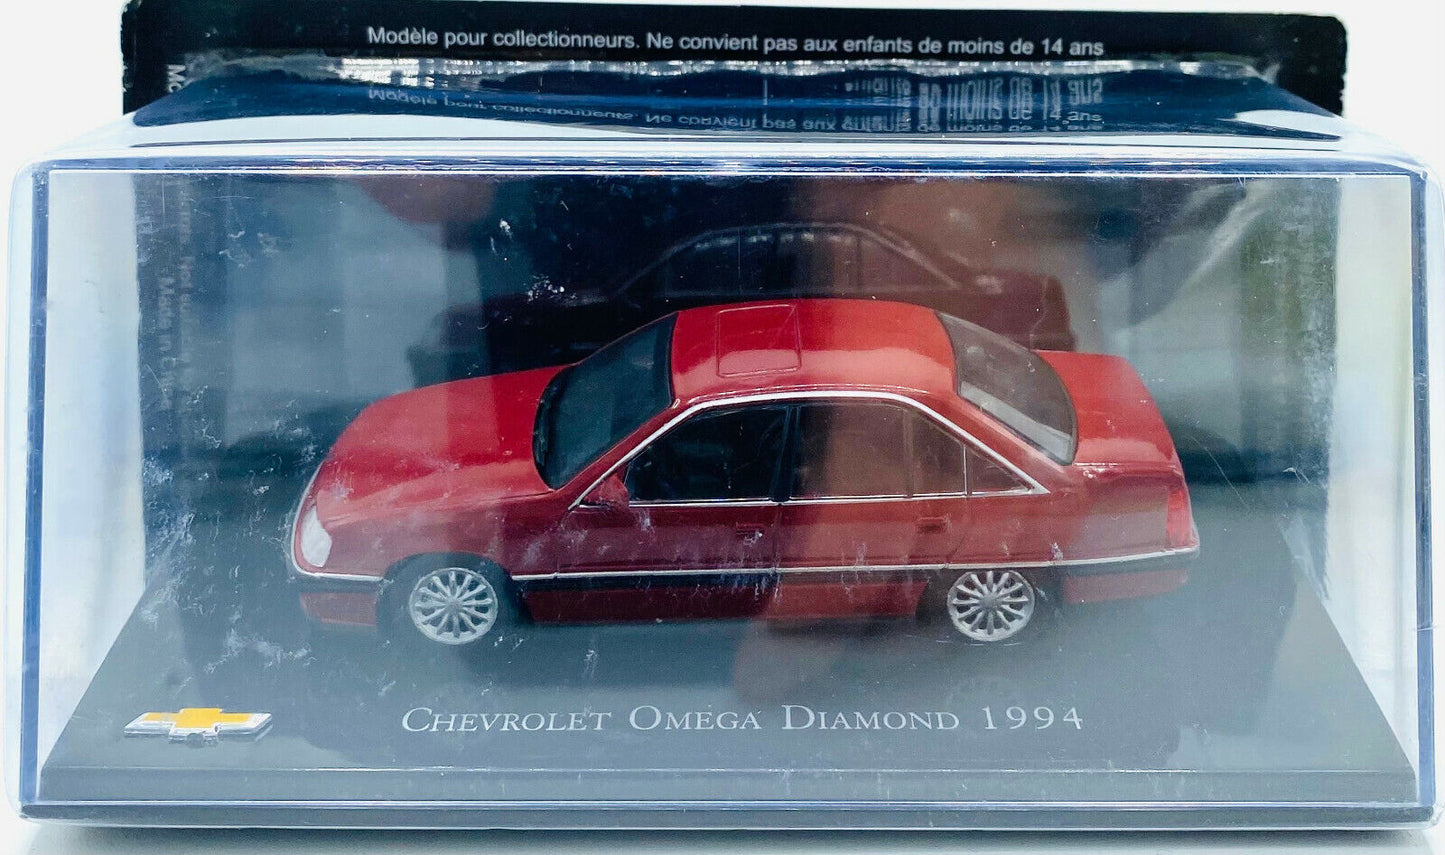 Modèle pour collectionneurs. Ne convient pas aux enfants de moins de 14 ans
CHEVROLET OMEGA DIAMOND 1994